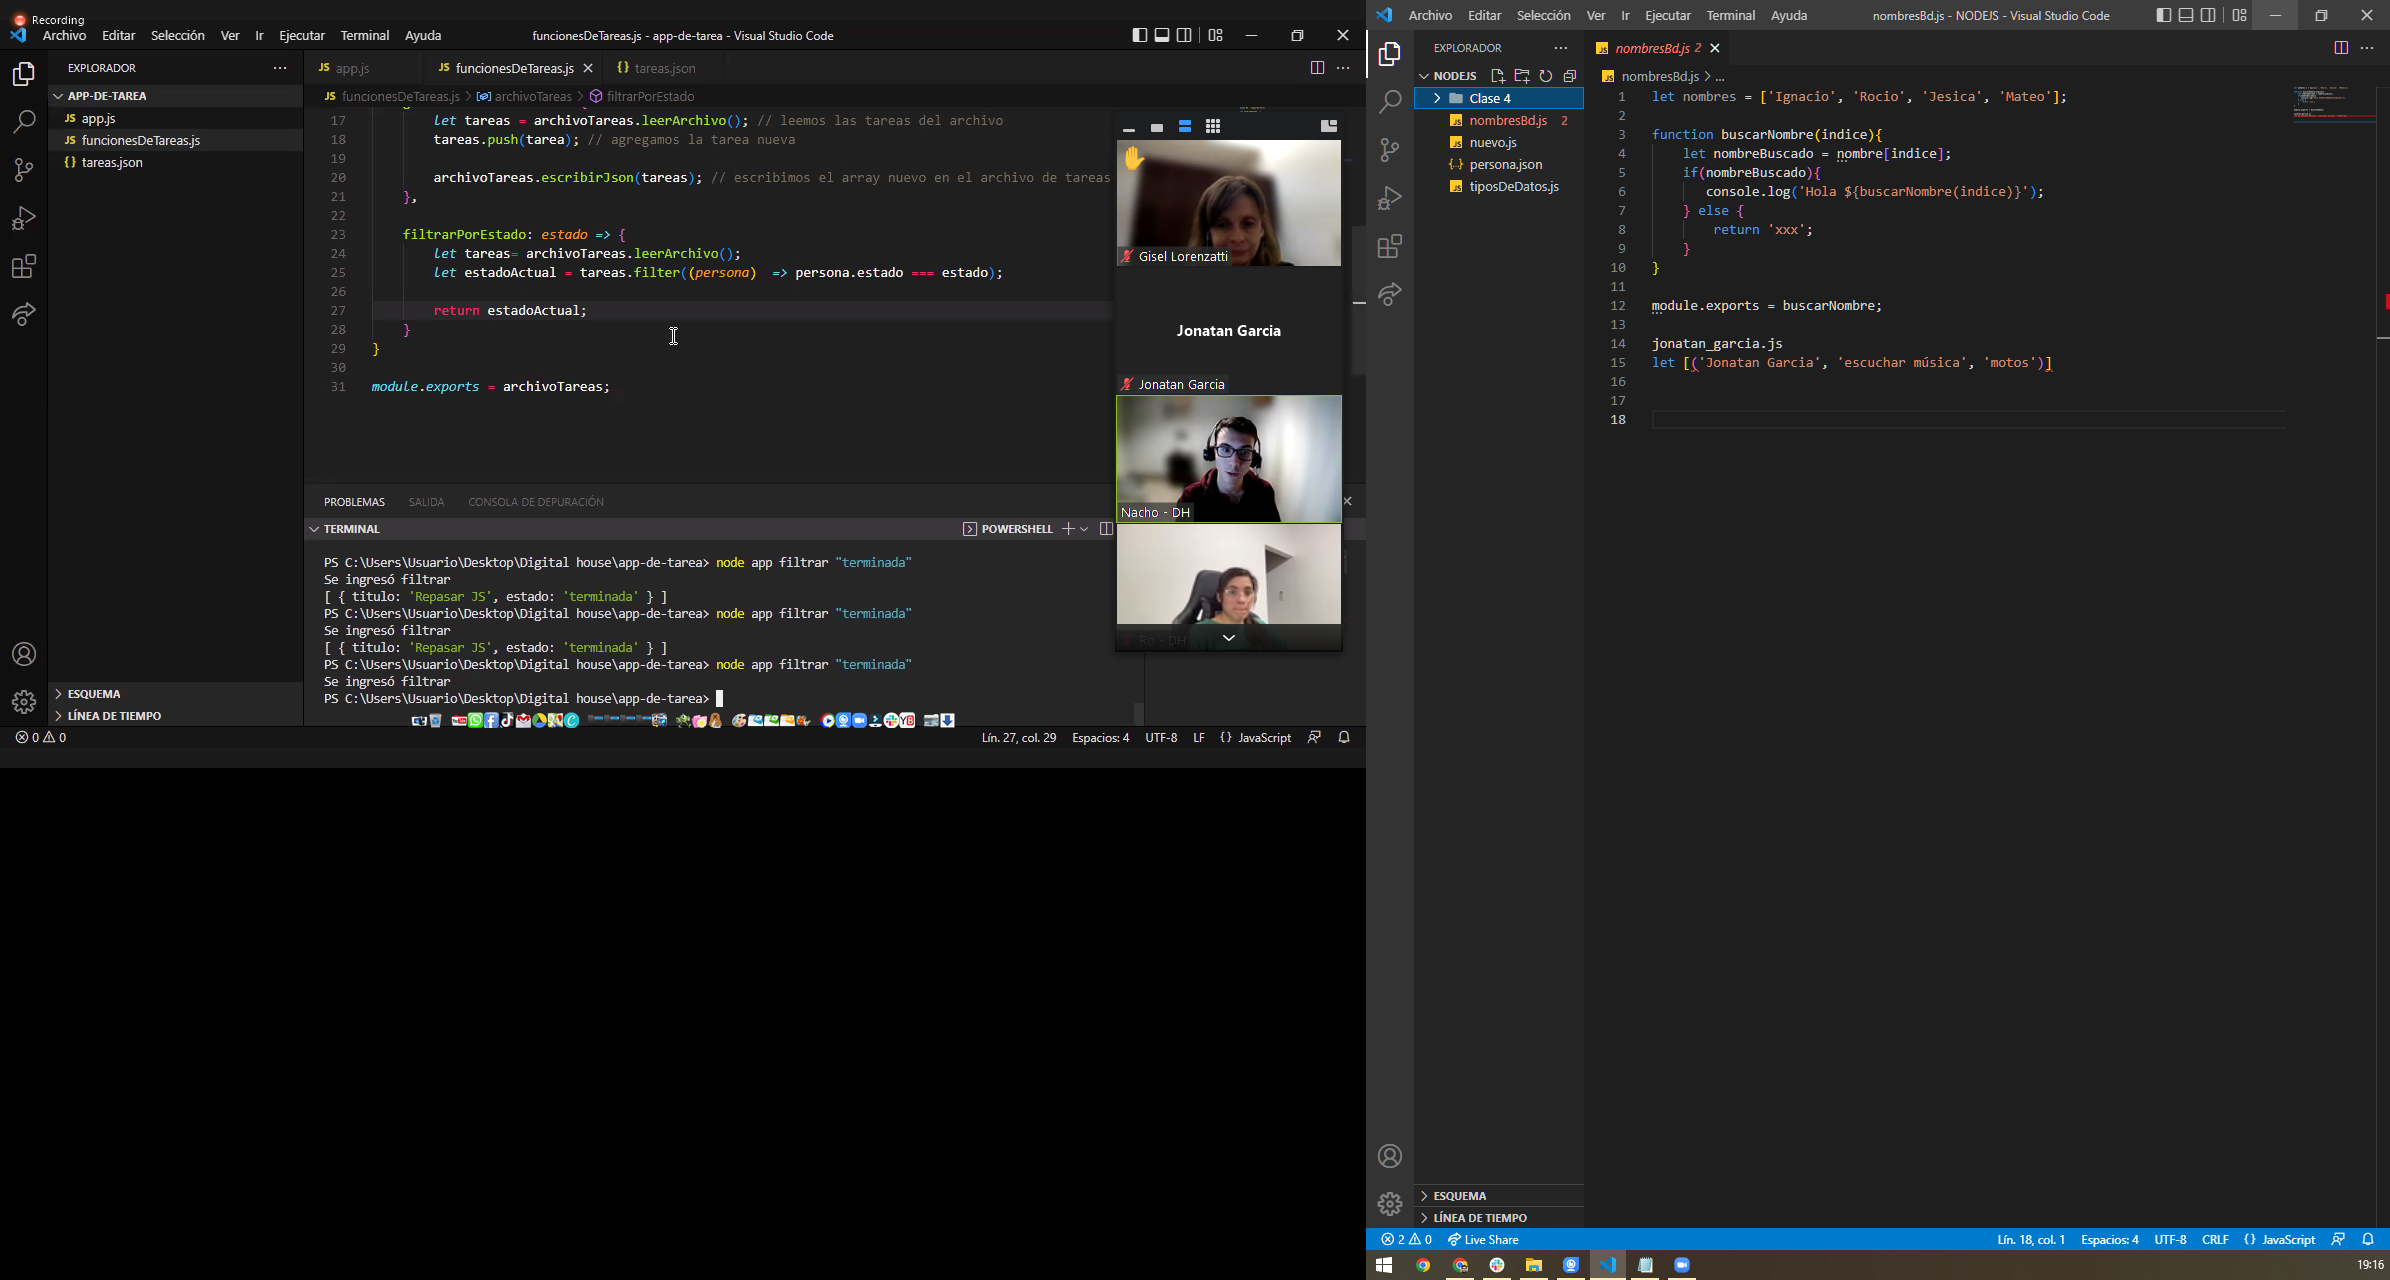 Recording
Archivo Editar Selección Ver Ir Ejecutar Terminal Ayuda
funcionesDeTareas.js - app-de-tarea - Visual Studio Code
EXPLORADOR
APP-DE-TAREA
JS app.js
JS funcionesDeTareas.js
{} tareas.json
ESQUEMA
LÍNEA DE TIEMPO
JS app.js
JS funcionesDeTareas.js
{} tareas.json
JS funcionesDeTareas.js > archivoTareas > filtrarPorEstado
17 let tareas = archivoTareas.leerArchivo(); // leemos las tareas del archivo
18 tareas.push(tarea); // agregamos la tarea nueva
19
20 archivoTareas.escribirJson(tareas); // escribimos el array nuevo en el archivo de tareas
21 },
22
23 filtrarPorEstado: estado => {
24 let tareas= archivoTareas.leerArchivo();
25 let estadoActual = tareas.filter((persona) => persona.estado === estado);
26
27 return estadoActual;
28 }
29 }
30
31 module.exports = archivoTareas;
PROBLEMAS SALIDA CONSOLA DE DEPURACIÓN
TERMINAL
POWERSHELL
PS C:\Users\Usuario\Desktop\Digital house\app-de-tarea> node app filtrar "terminada"
Se ingresó filtrar
[ { titulo: 'Repasar JS', estado: 'terminada' } ]
PS C:\Users\Usuario\Desktop\Digital house\app-de-tarea> node app filtrar "terminada"
Se ingresó filtrar
[ { titulo: 'Repasar JS', estado: 'terminada' } ]
PS C:\Users\Usuario\Desktop\Digital house\app-de-tarea> node app filtrar "terminada"
Se ingresó filtrar
PS C:\Users\Usuario\Desktop\Digital house\app-de-tarea>
0 0
Lín. 27, col. 29 Espacios: 4 UTF-8 LF {} JavaScript
Gisel Lorenzatti
Jonatan Garcia
Jonatan Garcia
Nacho - DH
Ro - DH
Archivo Editar Selección Ver Ir Ejecutar Terminal Ayuda
nombresBd.js - NODEJS - Visual Studio Code
EXPLORADOR
NODEJS
Clase 4
JS nombresBd.js 2
JS nuevo.js
{} persona.json
JS tiposDeDatos.js
ESQUEMA
LÍNEA DE TIEMPO
JS nombresBd.js 2
JS nombresBd.js > ...
1 let nombres = ['Ignacio', 'Rocio', 'Jesica', 'Mateo'];
2
3 function buscarNombre(indice){
4 let nombreBuscado = nombre[indice];
5 if(nombreBuscado){
6 console.log('Hola ${buscarNombre(indice)}');
7 } else {
8 return 'xxx';
9 }
10 }
11
12 module.exports = buscarNombre;
13
14 jonatan_garcia.js
15 let [('Jonatan Garcia', 'escuchar música', 'motos')]
16
17
18
2 0 Live Share
Lín. 18, col. 1 Espacios: 4 UTF-8 CRLF {} JavaScript
19:16